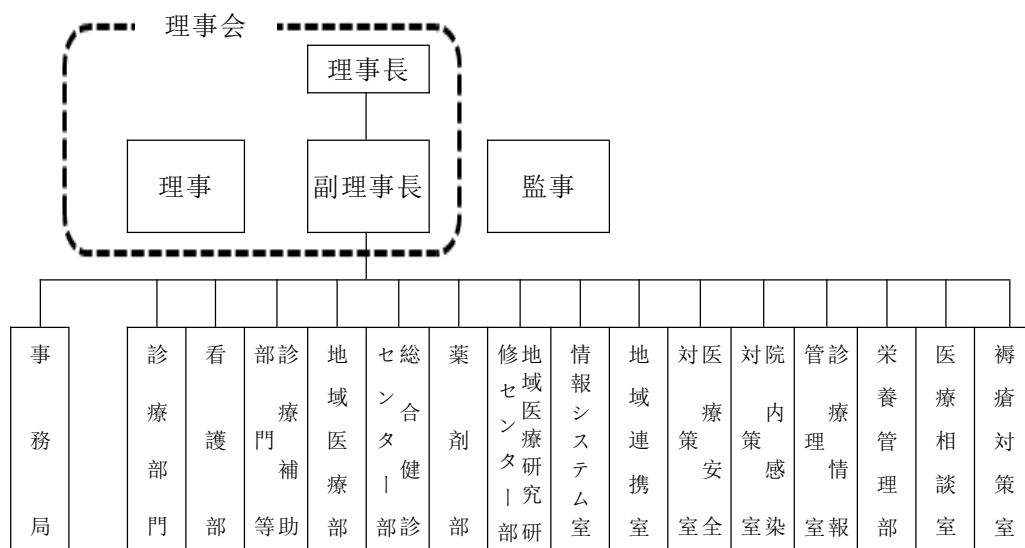 理事会
理事長
理事
副理事長
監事
事務局
診療部門
看護部
診療補助
部門等
地域医療部
総合健診
センター部
薬剤部
地域医療研究研
修センター部
情報システム室
地域連携室
医療安全
対策室
院内感染
対策室
診療情報
管理室
栄養管理部
医療相談室
褥瘡対策室